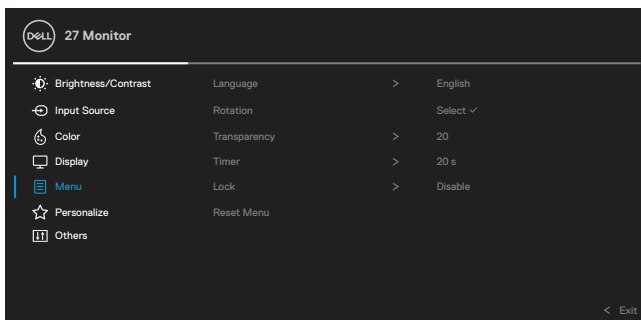 DELL 27 Monitor
Brightness/Contrast Language > English
Input Source Rotation Select ✓
Color Transparency > 20
Display Timer > 20 s
Menu Lock > Disable
Personalize Reset Menu
Others
< Exit